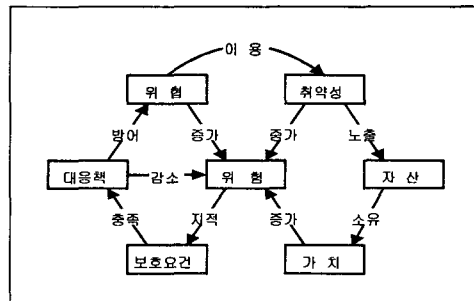 이 용
위 협 취약성
방어 증가 증가 노출
대응책 감소 위 험 자 산
충족 지적 증가 소유
보호요건 가 치